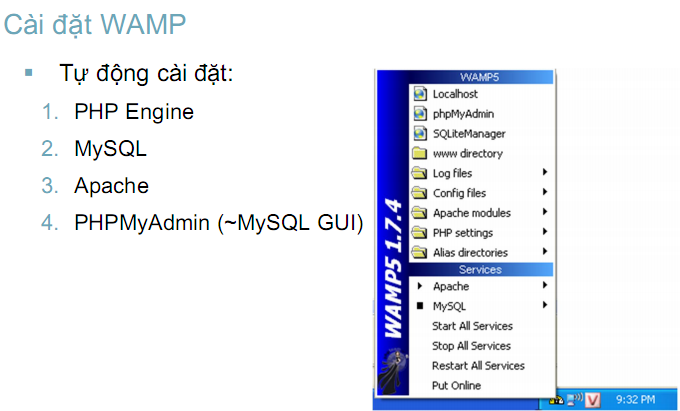 Cài đặt WAMP
▪ Tự động cài đặt:
1. PHP Engine
2. MySQL
3. Apache
4. PHPMyAdmin (~MySQL GUI)
WAMP5
Localhost
phpMyAdmin
SQLiteManager
www directory
Log files
Config files
Apache modules
PHP settings
Alias directories
Services
Apache
MySQL
Start All Services
Stop All Services
Restart All Services
Put Online
WAMP5 1.7.4
V
9:32 PM